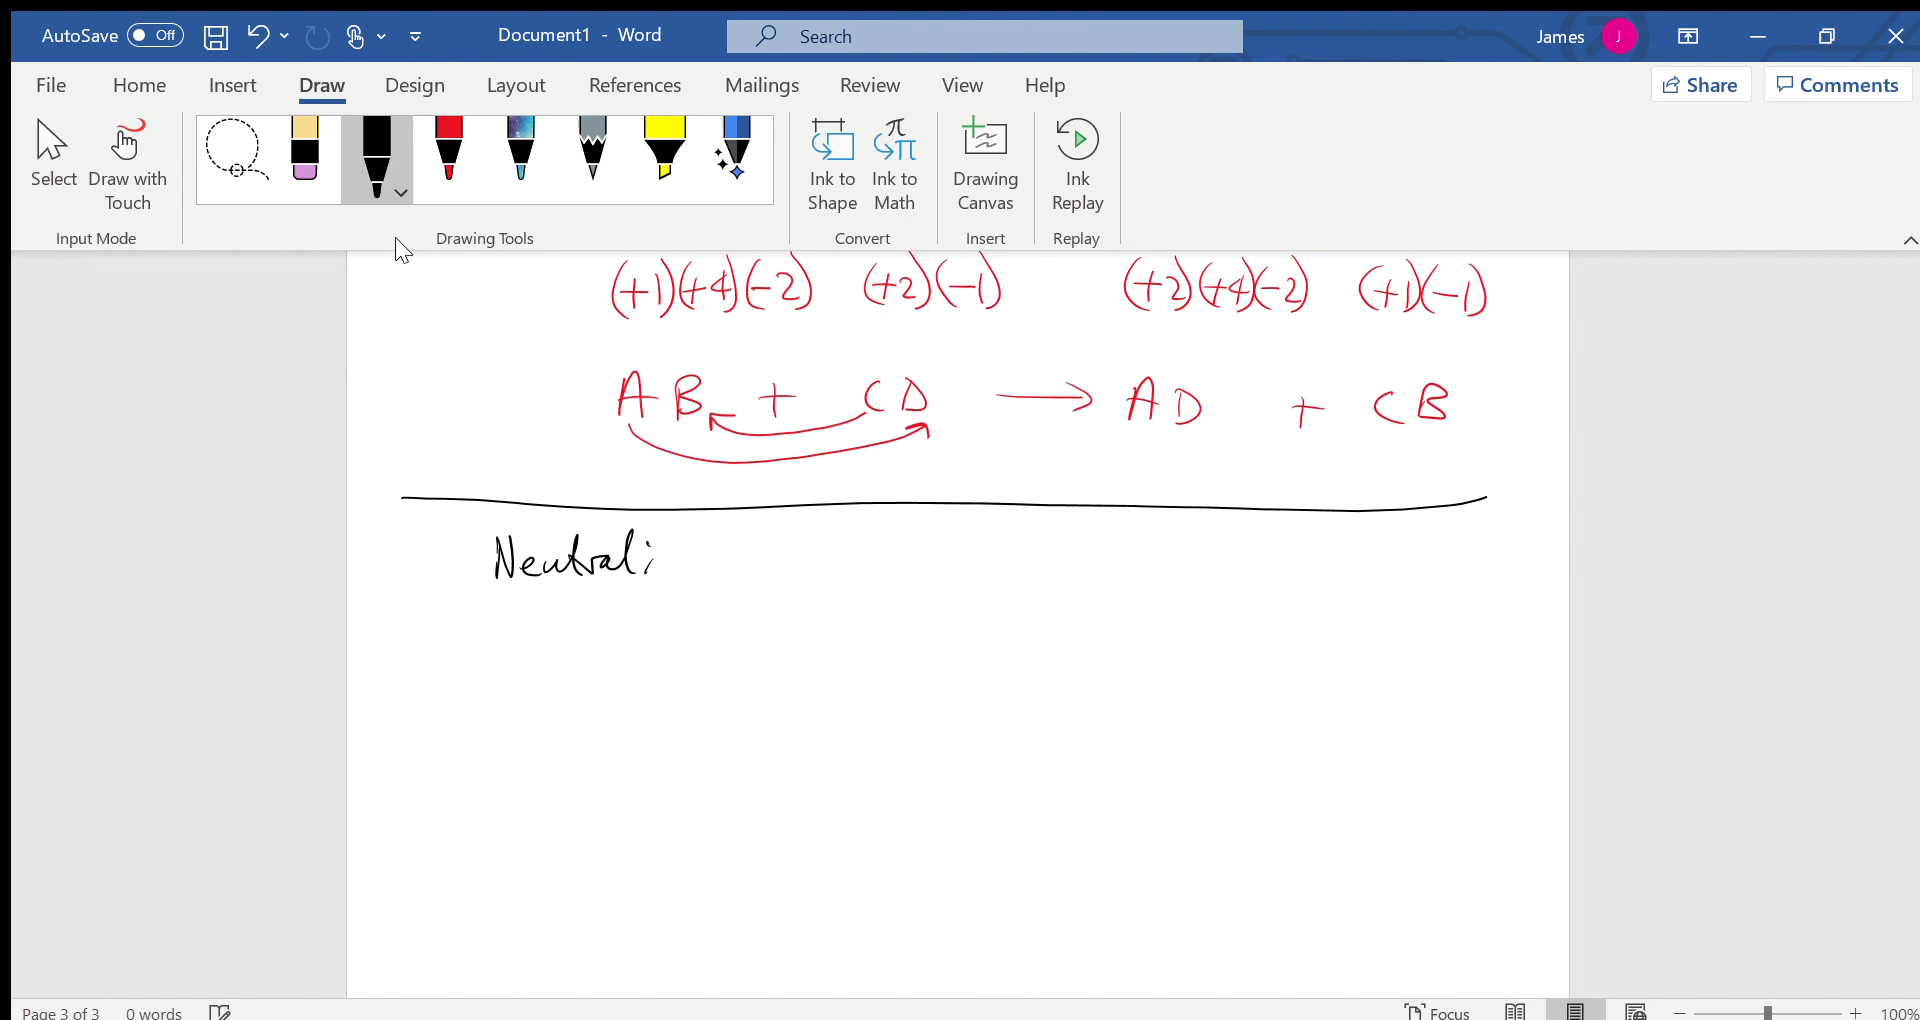 AutoSave Off Document1 - Word Search James J
File Home Insert Draw Design Layout References Mailings Review View Help Share Comments
Select Draw with Touch Ink to Shape Ink to Math Drawing Canvas Ink Replay
Input Mode Drawing Tools Convert Insert Replay
(+1)(+4)(-2) (+2)(-1) (+2)(+4)(-2) (+1)(-1)
AB + CD → AD + CB
Neutrali
Page 3 of 3 0 words Focus 100%